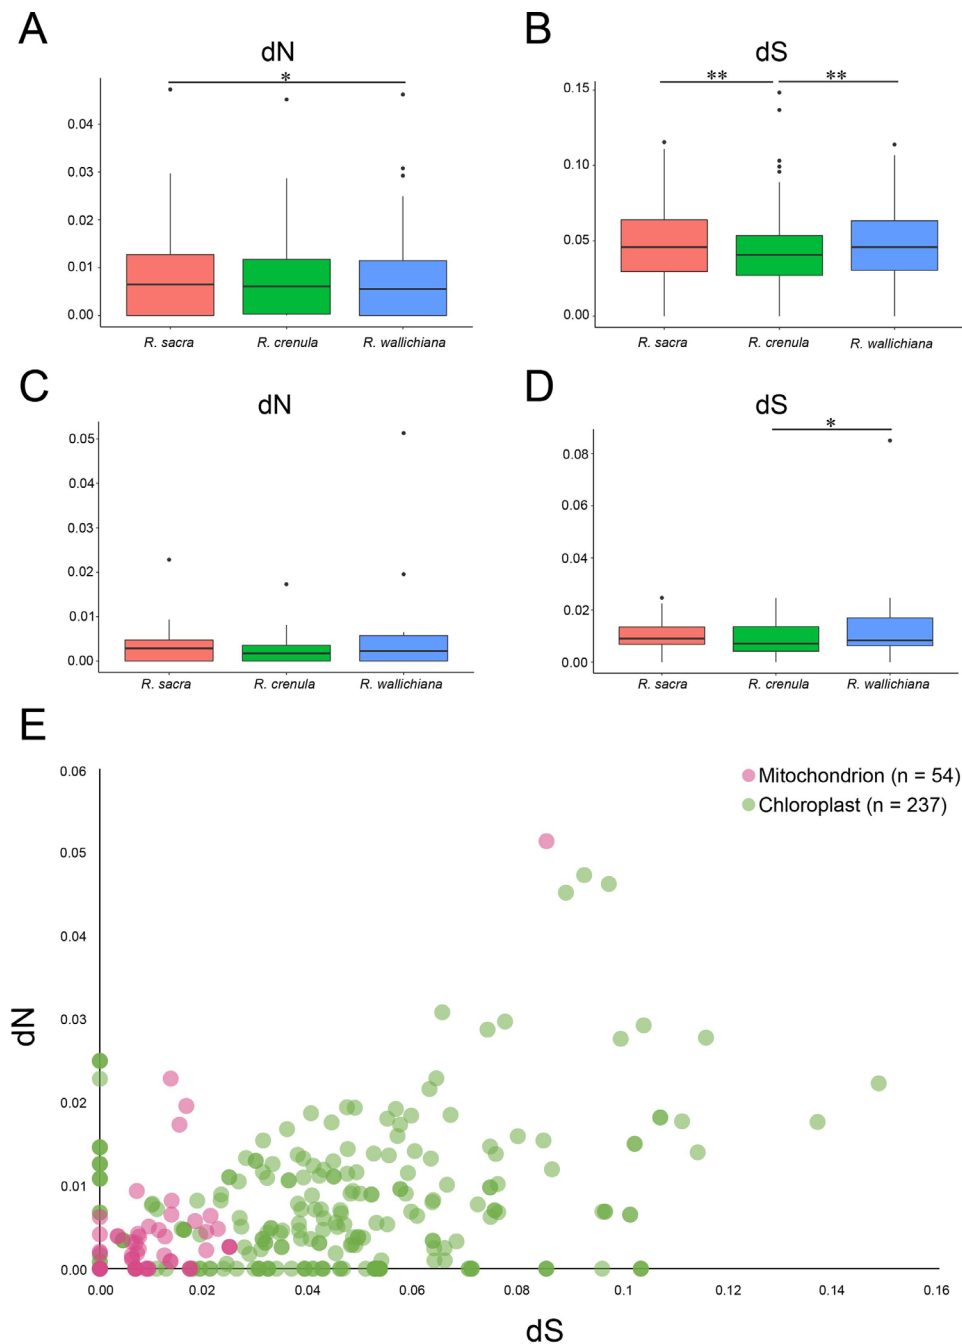 A
dN
*
0.04
0.03
0.02
0.01
0.00
R. sacra R. crenula R. wallichiana
B
dS
** **
0.15
0.10
0.05
0.00
R. sacra R. crenula R. wallichiana
C
dN
0.05
0.04
0.03
0.02
0.01
0.00
R. sacra R. crenula R. wallichiana
D
dS
*
0.08
0.06
0.04
0.02
0.00
R. sacra R. crenula R. wallichiana
E
0.06
0.05
0.04
0.03
0.02
0.01
0.00
dN
Mitochondrion (n = 54)
Chloroplast (n = 237)
0.00 0.02 0.04 0.06 0.08 0.1 0.12 0.14 0.16
dS